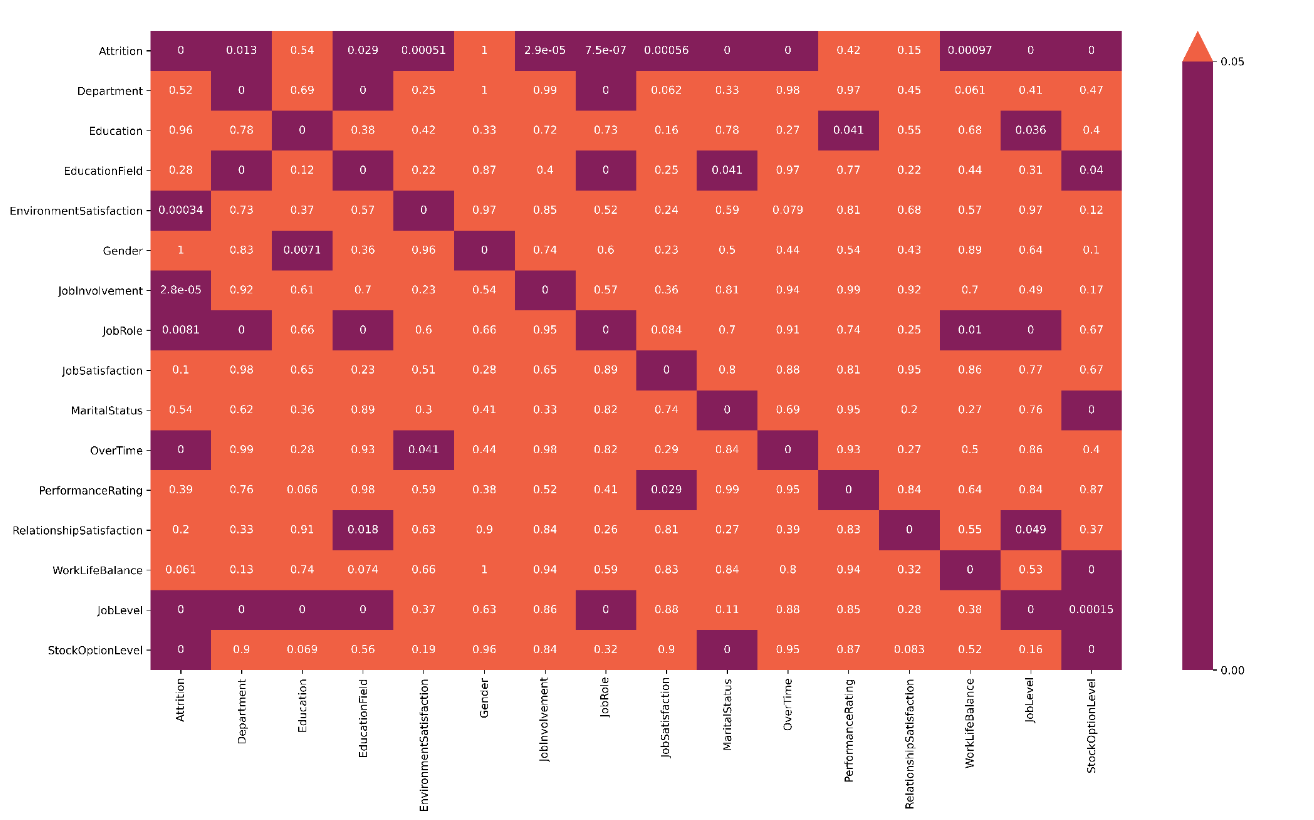 Attrition 0 0.013 0.54 0.029 0.00051 1 2.9e-05 7.5e-07 0.00056 0 0 0.42 0.15 0.00097 0 0
0.05
Department 0.52 0 0.69 0 0.25 1 0.99 0 0.062 0.33 0.98 0.97 0.45 0.061 0.41 0.47
Education 0.96 0.78 0 0.38 0.42 0.33 0.72 0.73 0.16 0.78 0.27 0.041 0.55 0.68 0.036 0.4
EducationField 0.28 0 0.12 0 0.22 0.87 0.4 0 0.25 0.041 0.97 0.77 0.22 0.44 0.31 0.04
EnvironmentSatisfaction 0.00034 0.73 0.37 0.57 0 0.97 0.85 0.52 0.24 0.59 0.079 0.81 0.68 0.57 0.97 0.12
Gender 1 0.83 0.0071 0.36 0.96 0 0.74 0.6 0.23 0.5 0.44 0.54 0.43 0.89 0.64 0.1
JobInvolvement 2.8e-05 0.92 0.61 0.7 0.23 0.54 0 0.57 0.36 0.81 0.94 0.99 0.92 0.7 0.49 0.17
JobRole 0.0081 0 0.66 0 0.6 0.66 0.95 0 0.084 0.7 0.91 0.74 0.25 0.01 0 0.67
JobSatisfaction 0.1 0.98 0.65 0.23 0.51 0.28 0.65 0.89 0 0.8 0.88 0.81 0.95 0.86 0.77 0.67
MaritalStatus 0.54 0.62 0.36 0.89 0.3 0.41 0.33 0.82 0.74 0 0.69 0.95 0.2 0.27 0.76 0
OverTime 0 0.99 0.28 0.93 0.041 0.44 0.98 0.82 0.29 0.84 0 0.93 0.27 0.5 0.86 0.4
PerformanceRating 0.39 0.76 0.066 0.98 0.59 0.38 0.52 0.41 0.029 0.99 0.95 0 0.84 0.64 0.84 0.87
RelationshipSatisfaction 0.2 0.33 0.91 0.018 0.63 0.9 0.84 0.26 0.81 0.27 0.39 0.83 0 0.55 0.049 0.37
WorkLifeBalance 0.061 0.13 0.74 0.074 0.66 1 0.94 0.59 0.83 0.84 0.8 0.94 0.32 0 0.53 0
JobLevel 0 0 0 0 0.37 0.63 0.86 0 0.88 0.11 0.88 0.85 0.28 0.38 0 0.00015
StockOptionLevel 0 0.9 0.069 0.56 0.19 0.96 0.84 0.32 0.9 0 0.95 0.87 0.083 0.52 0.16 0
0.00
Attrition
Department
Education
EducationField
EnvironmentSatisfaction
Gender
JobInvolvement
JobRole
JobSatisfaction
MaritalStatus
OverTime
PerformanceRating
RelationshipSatisfaction
WorkLifeBalance
JobLevel
StockOptionLevel